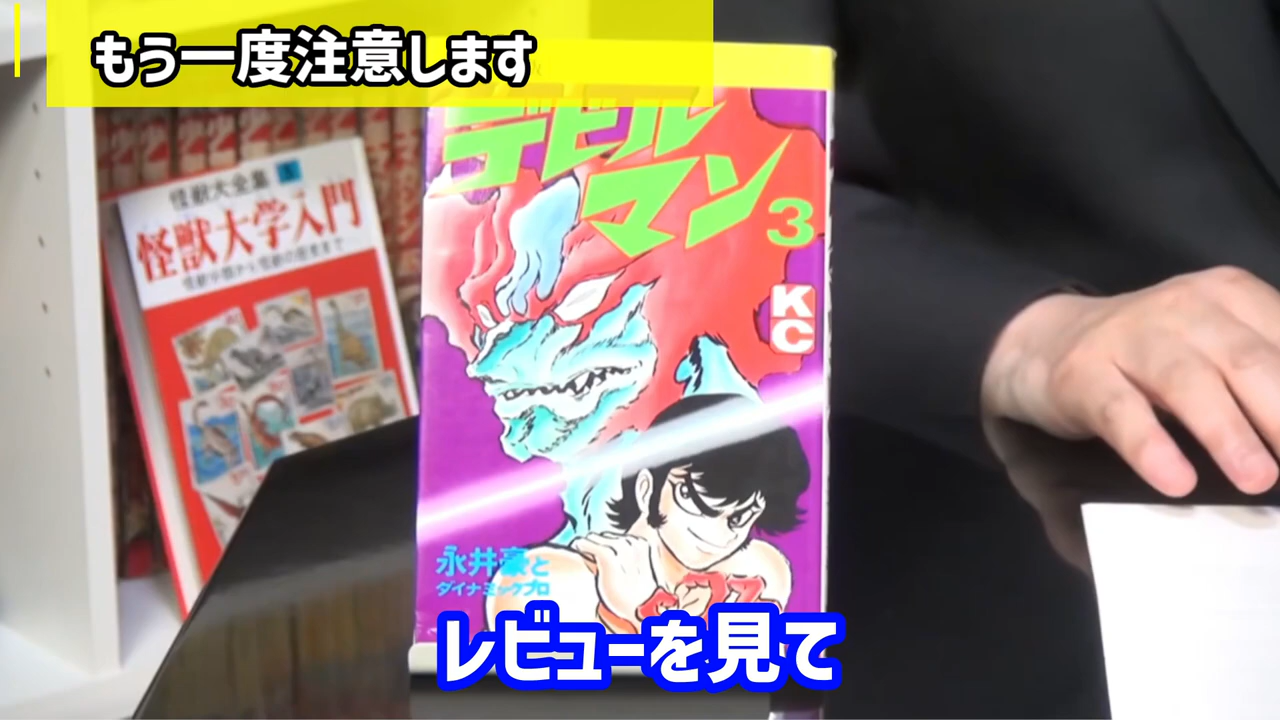 もう一度注意します
デビル
マン
3
KC
怪獣大全集
怪獣大学入門
永井豪と
ダイナミックプロ
レビューを見て